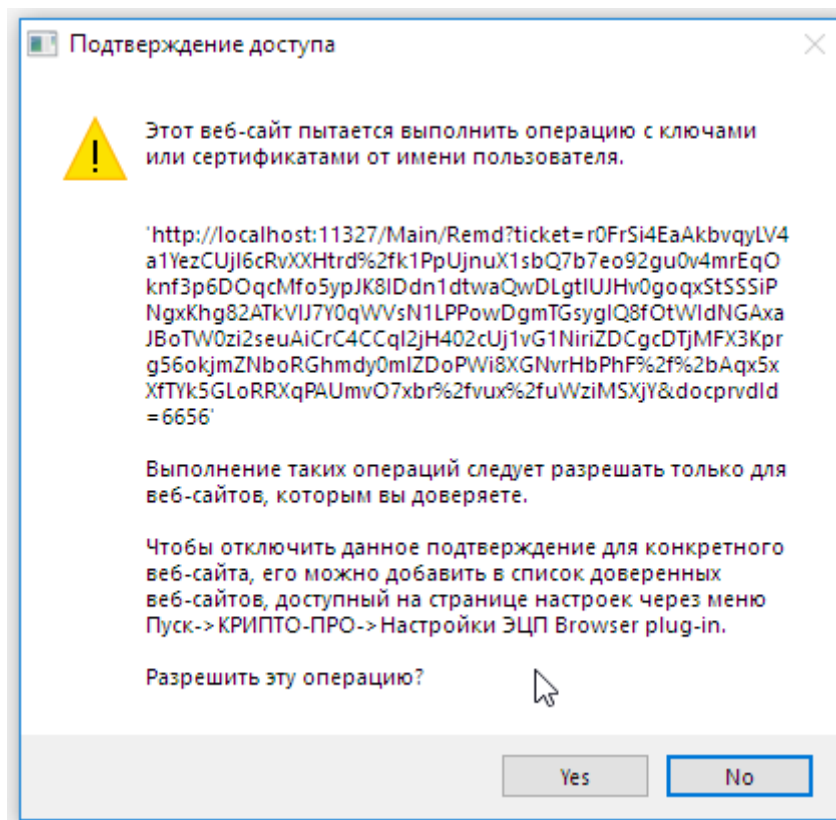 Подтверждение доступа
Этот веб-сайт пытается выполнить операцию с ключами
или сертификатами от имени пользователя.
'http://localhost:11327/Main/Remd?ticket=r0FrSi4EaAkbvqyLV4
a1YezCUjI6cRvXXHtrd%2fk1PpUjnuX1sbQ7b7eo92gu0v4mrEqO
knf3p6DOqcMfo5ypJK8IDdn1dtwaQwDLgtIUJHv0goqxStSSSiP
NgxKhg82ATkVIJ7Y0qWVsN1LPPowDgmTGsygIQ8fOtWIdNGAxa
JBoTW0zi2seuAiCrC4CCqI2jH402cUj1vG1NiriZDCgcDTjMFX3Kpr
g56okjmZNboRGhmdy0mIZDoPWi8XGNvrHbPhF%2f%2bAqx5x
XfTYk5GLoRRXqPAUmvO7xbr%2fvux%2fuWziMSXjY&docprvdId
=6656'
Выполнение таких операций следует разрешать только для
веб-сайтов, которым вы доверяете.
Чтобы отключить данное подтверждение для конкретного
веб-сайта, его можно добавить в список доверенных
веб-сайтов, доступный на странице настроек через меню
Пуск->КРИПТО-ПРО->Настройки ЭЦП Browser plug-in.
Разрешить эту операцию?
Yes
No